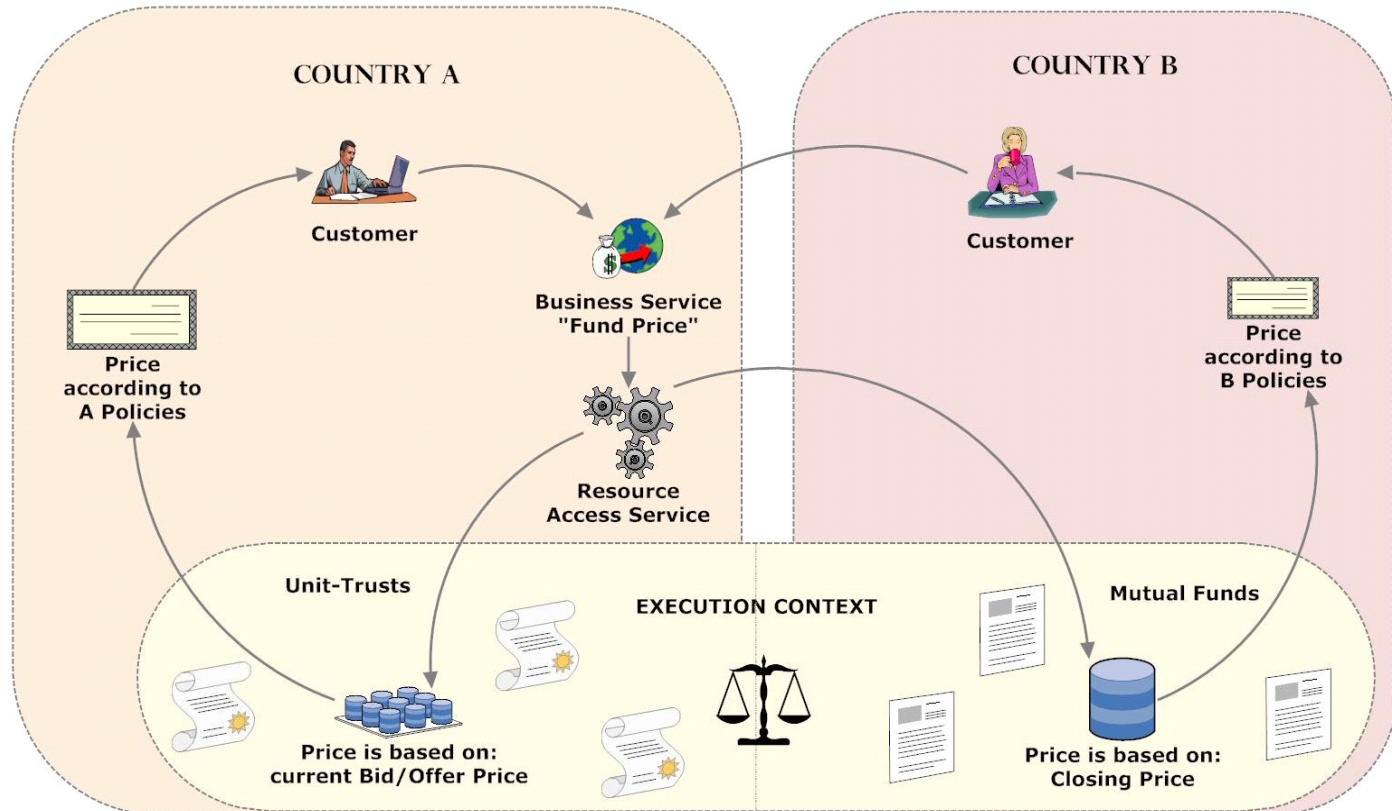 COUNTRY A
COUNTRY B
Customer
Customer
Business Service
"Fund Price"
Price
according to
A Policies
Price
according to
B Policies
Resource
Access Service
Unit-Trusts
EXECUTION CONTEXT
Mutual Funds
Price is based on:
current Bid/Offer Price
Price is based on:
Closing Price
$